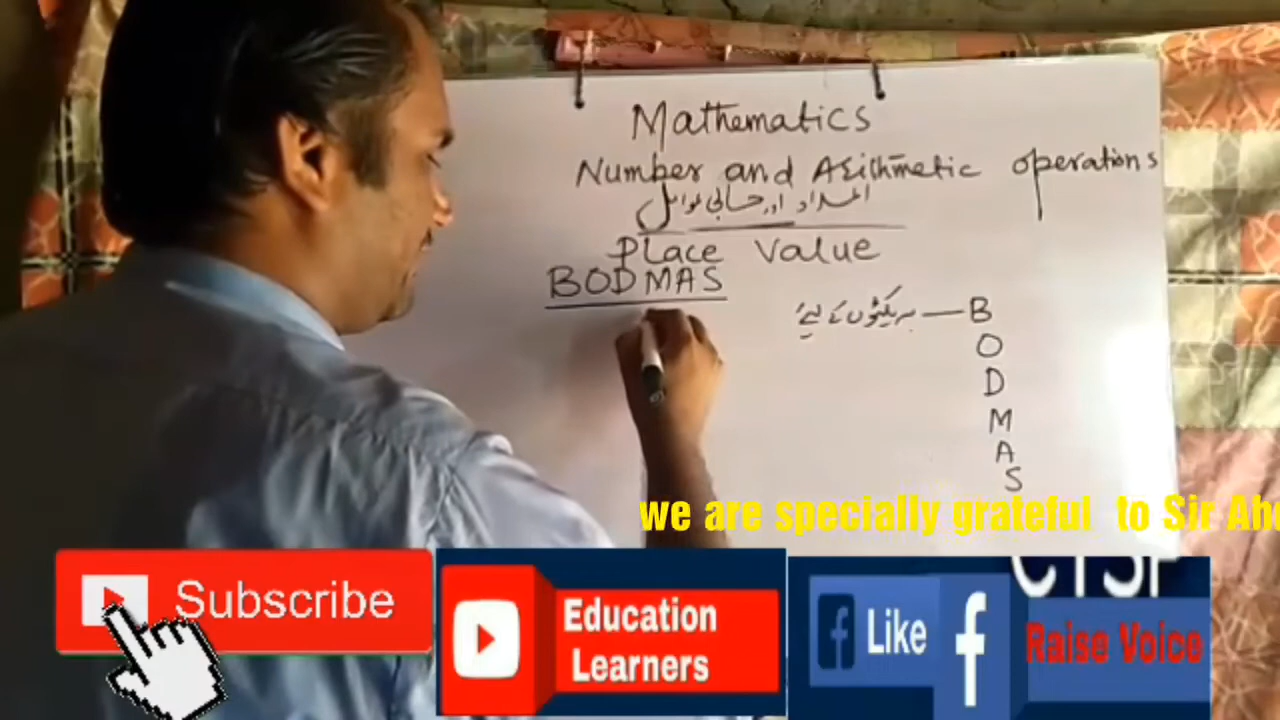 Mathematics
Number and Arithmetic operations
اعداد اور حسابی عوامل
Place Value
BODMAS
B — بریکٹوں کے لیے
O
D
M
A
S
we are specially grateful to Sir
Subscribe
Education
Learners
Like
Raise Voice